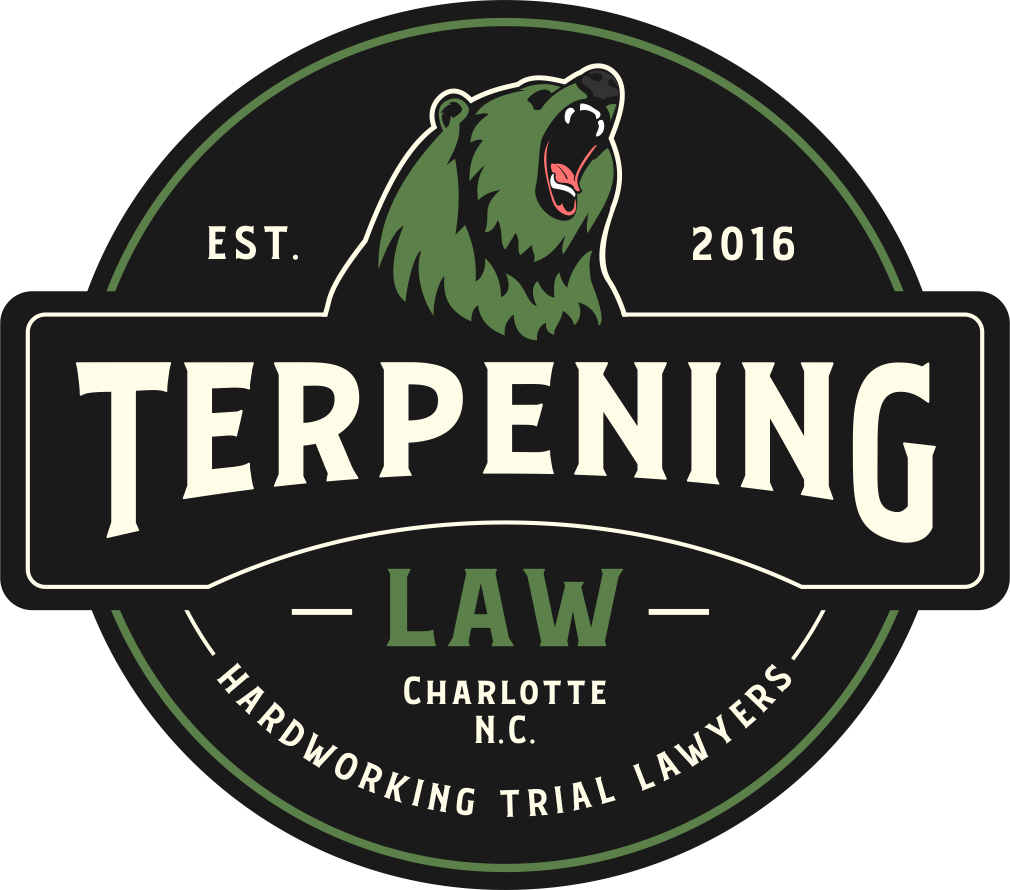 EST. 2016
TERPENING
LAW
CHARLOTTE
N.C.
HARDWORKING TRIAL LAWYERS